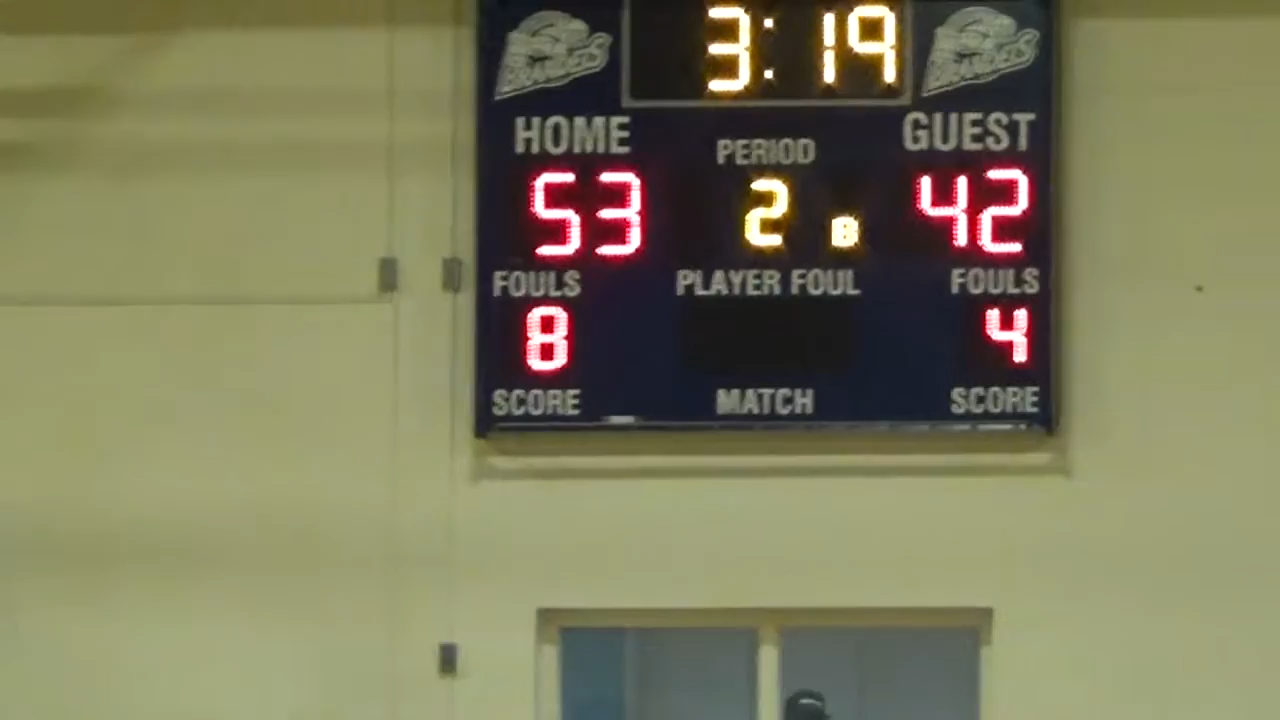 3:19
HOME
PERIOD
GUEST
53
2
B
42
FOULS
PLAYER FOUL
FOULS
8
4
SCORE
MATCH
SCORE